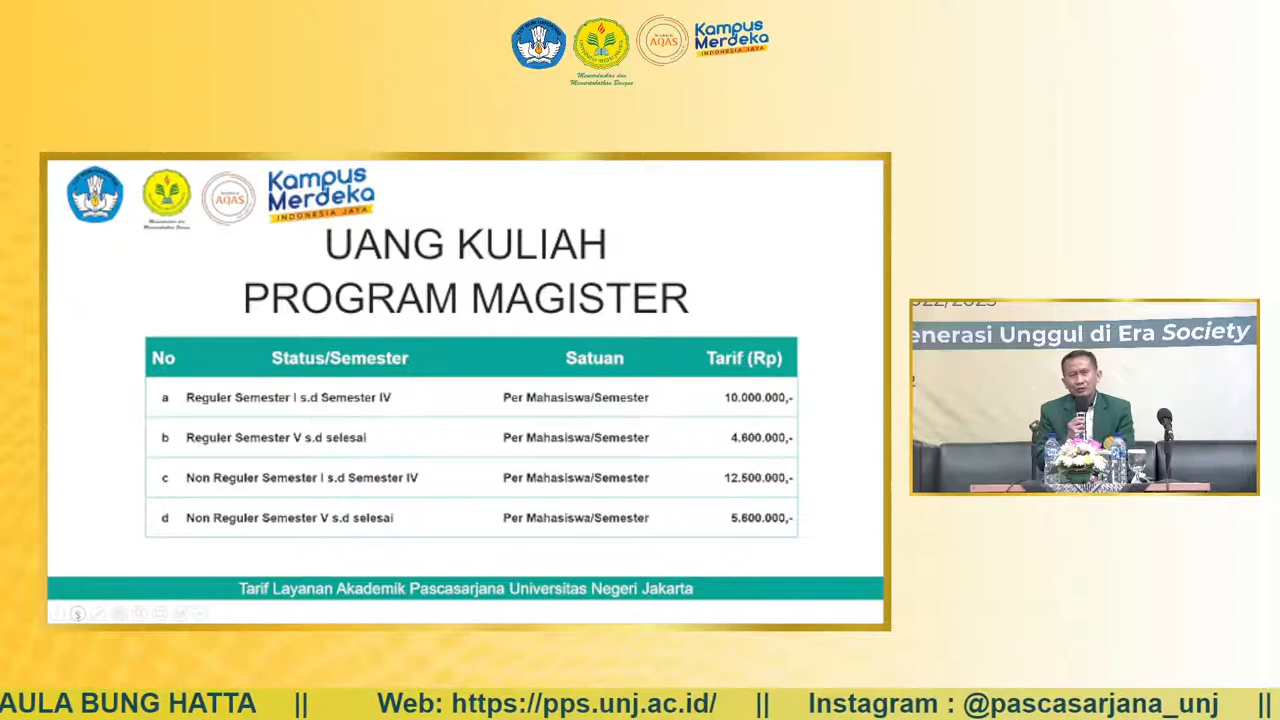 AQAS
Kampus
Merdeka
INDONESIA JAYA
Kampus
Merdeka
INDONESIA JAYA
AQAS
UANG KULIAH
PROGRAM MAGISTER
No Status/Semester Satuan Tarif (Rp)
a Reguler Semester I s.d Semester IV Per Mahasiswa/Semester 10.000.000,-
b Reguler Semester V s.d selesai Per Mahasiswa/Semester 4.600.000,-
c Non Reguler Semester I s.d Semester IV Per Mahasiswa/Semester 12.500.000,-
d Non Reguler Semester V s.d selesai Per Mahasiswa/Semester 5.600.000,-
Tarif Layanan Akademik Pascasarjana Universitas Negeri Jakarta
enerasi Unggul di Era Society
AULA BUNG HATTA || Web: https://pps.unj.ac.id/ || Instagram : @pascasarjana_unj ||